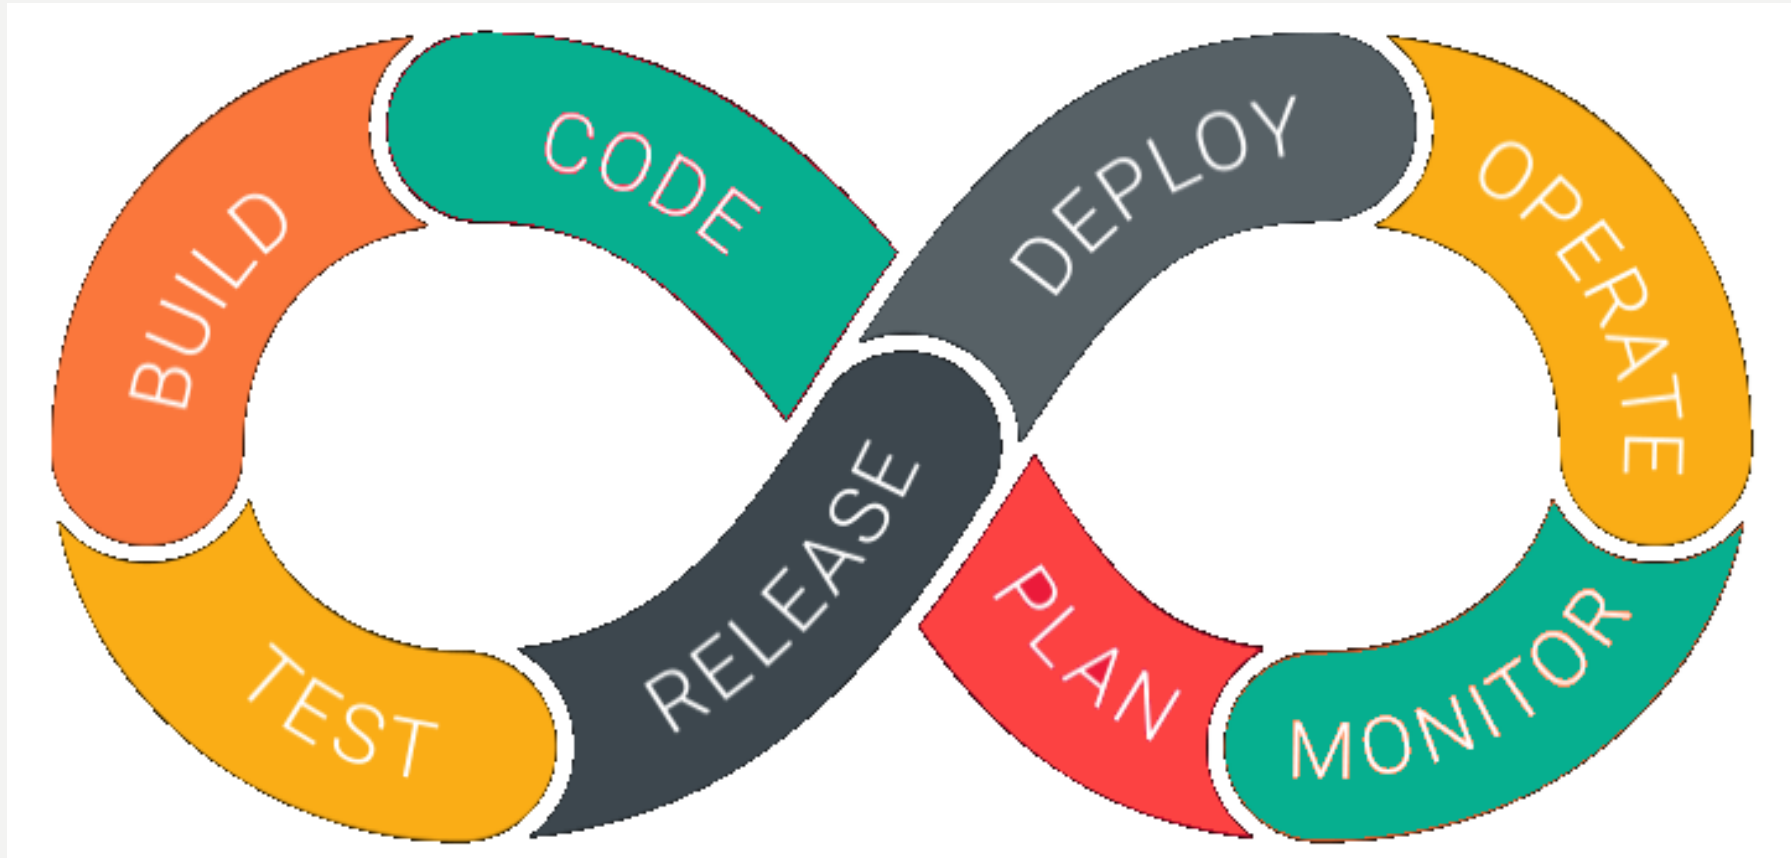 CODE
BUILD
TEST
RELEASE
DEPLOY
OPERATE
MONITOR
PLAN